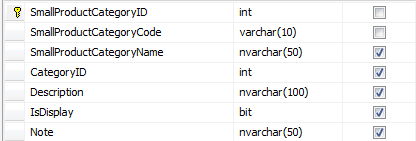 SmallProductCategoryID int
SmallProductCategoryCode varchar(10)
SmallProductCategoryName nvarchar(50)
CategoryID int
Description nvarchar(100)
IsDisplay bit
Note nvarchar(50)